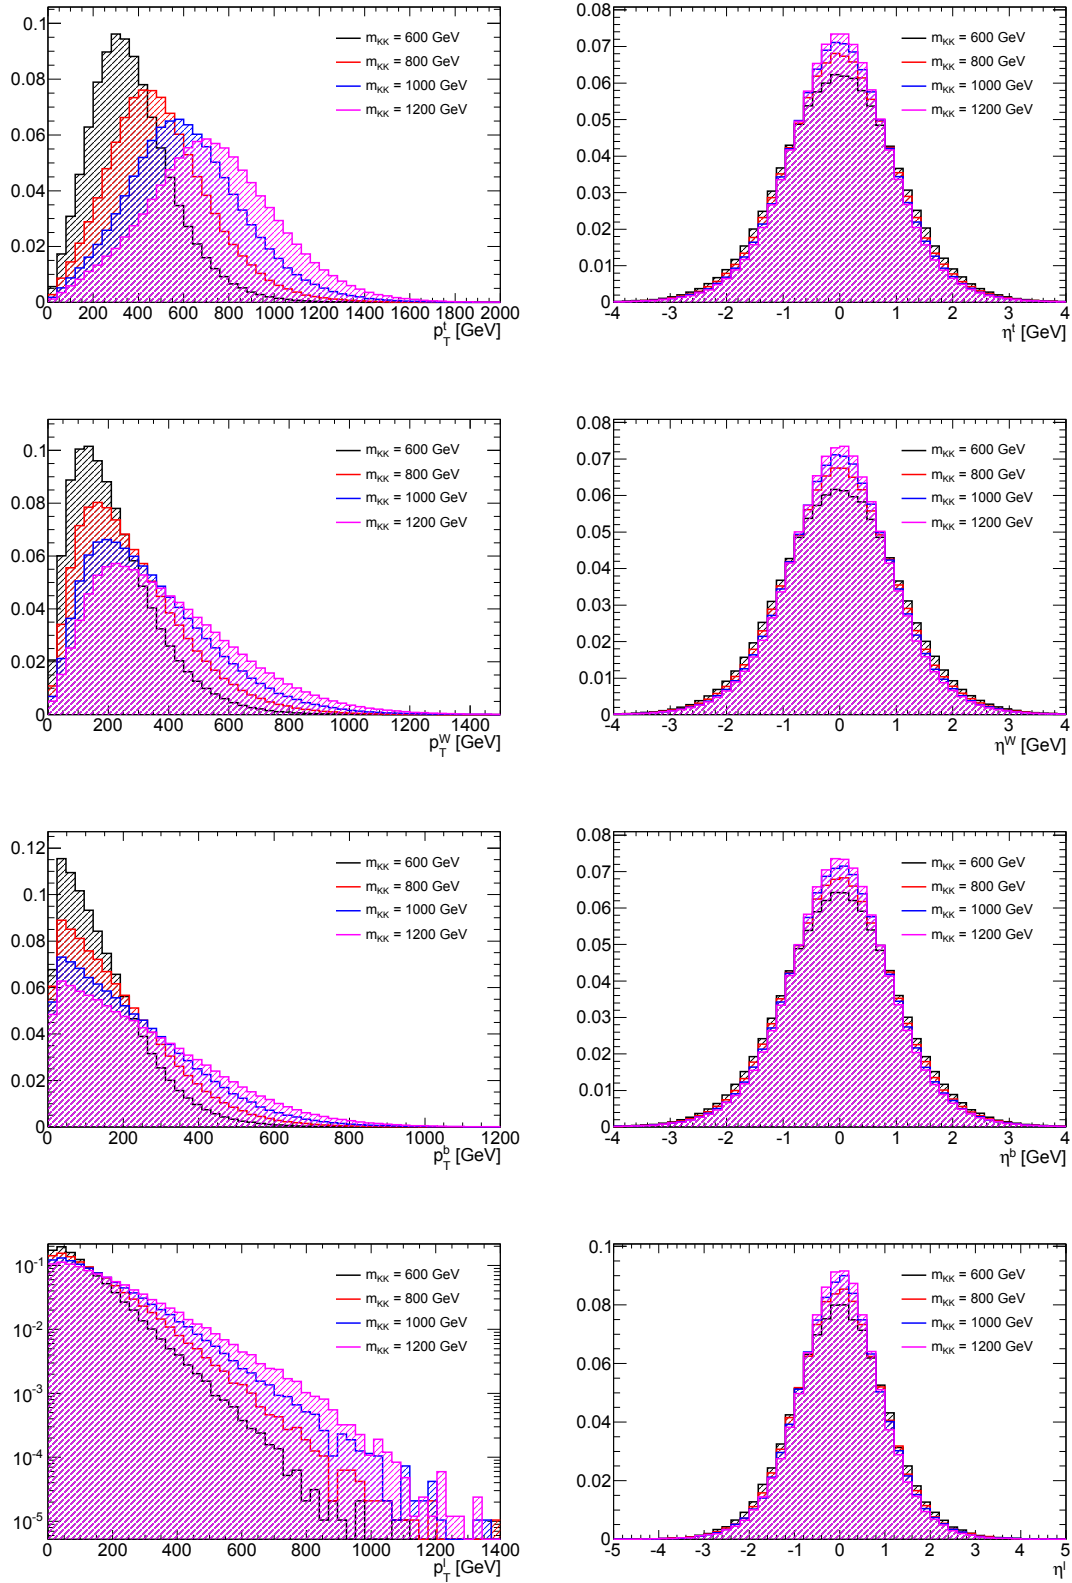 0.1
0.08
0.06
0.04
0.02
0
0 200 400 600 800 1000 1200 1400 1600 1800 2000
p_T^t [GeV]
m_KK = 600 GeV
m_KK = 800 GeV
m_KK = 1000 GeV
m_KK = 1200 GeV
0.08
0.07
0.06
0.05
0.04
0.03
0.02
0.01
0
-4 -3 -2 -1 0 1 2 3 4
η^t [GeV]
m_KK = 600 GeV
m_KK = 800 GeV
m_KK = 1000 GeV
m_KK = 1200 GeV
0.1
0.08
0.06
0.04
0.02
0
0 200 400 600 800 1000 1200 1400
p_T^W [GeV]
m_KK = 600 GeV
m_KK = 800 GeV
m_KK = 1000 GeV
m_KK = 1200 GeV
0.08
0.07
0.06
0.05
0.04
0.03
0.02
0.01
0
-4 -3 -2 -1 0 1 2 3 4
η^W [GeV]
m_KK = 600 GeV
m_KK = 800 GeV
m_KK = 1000 GeV
m_KK = 1200 GeV
0.12
0.1
0.08
0.06
0.04
0.02
0
0 200 400 600 800 1000 1200
p_T^b [GeV]
m_KK = 600 GeV
m_KK = 800 GeV
m_KK = 1000 GeV
m_KK = 1200 GeV
0.08
0.07
0.06
0.05
0.04
0.03
0.02
0.01
0
-4 -3 -2 -1 0 1 2 3 4
η^b [GeV]
m_KK = 600 GeV
m_KK = 800 GeV
m_KK = 1000 GeV
m_KK = 1200 GeV
10^-1
10^-2
10^-3
10^-4
10^-5
0 200 400 600 800 1000 1200 1400
p_T^l [GeV]
m_KK = 600 GeV
m_KK = 800 GeV
m_KK = 1000 GeV
m_KK = 1200 GeV
0.1
0.08
0.06
0.04
0.02
0
-5 -4 -3 -2 -1 0 1 2 3 4 5
η^l
m_KK = 600 GeV
m_KK = 800 GeV
m_KK = 1000 GeV
m_KK = 1200 GeV